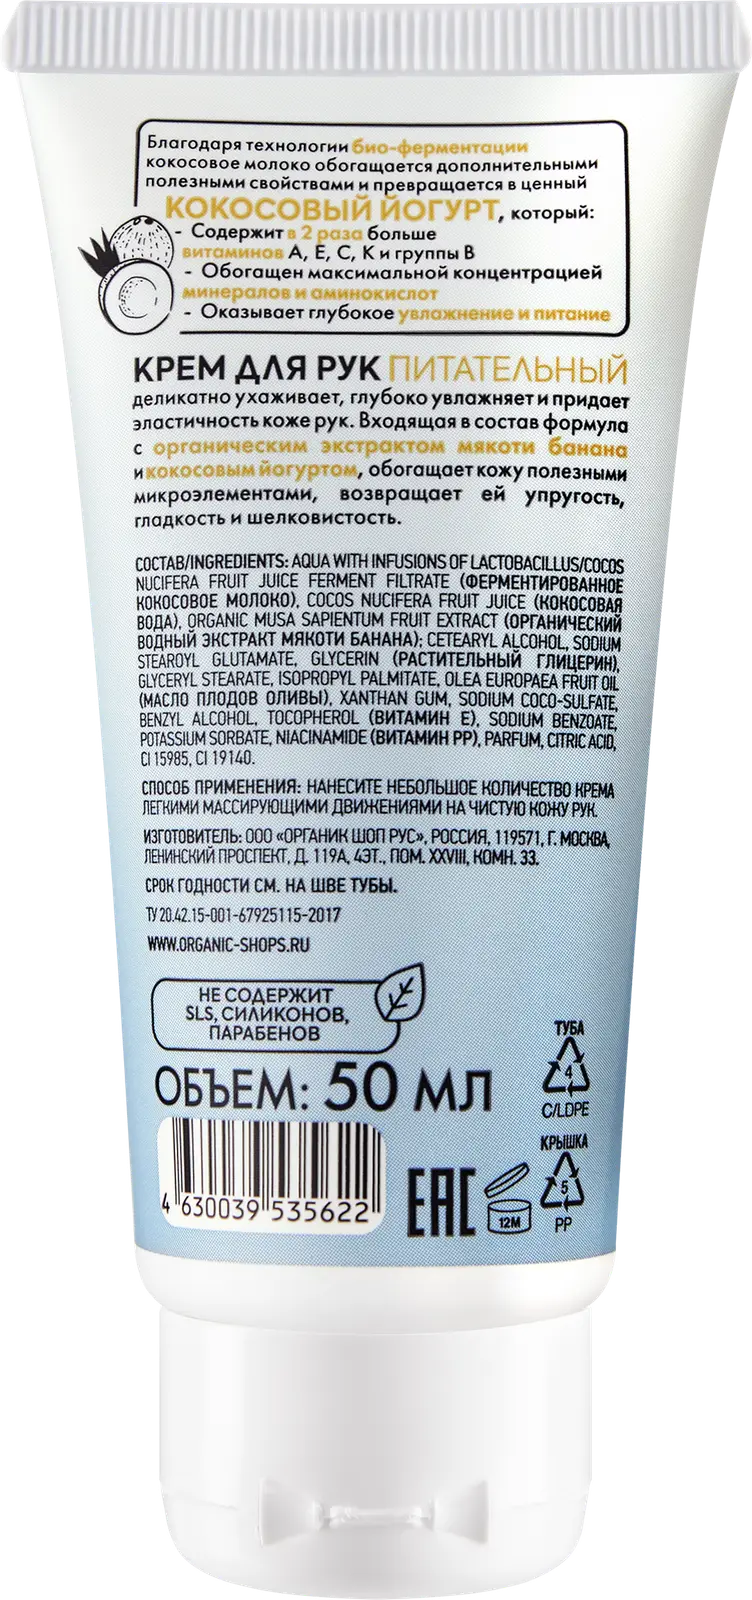 Благодаря технологии био-ферментации
кокосовое молоко обогащается дополнительными
полезными свойствами и превращается в ценный
КОКОСОВЫЙ ЙОГУРТ, который:
- Содержит в 2 раза больше
витаминов А, Е, С, К и группы В
- Обогащен максимальной концентрацией
минералов и аминокислот
- Оказывает глубокое увлажнение и питание
КРЕМ ДЛЯ РУК ПИТАТЕЛЬНЫЙ
деликатно ухаживает, глубоко увлажняет и придает
эластичность коже рук. Входящая в состав формула
с органическим экстрактом мякоти банана
и кокосовым йогуртом, обогащает кожу полезными
микроэлементами, возвращает ей упругость,
гладкость и шелковистость.
СОСТАВ/INGREDIENTS: AQUA WITH INFUSIONS OF LACTOBACILLUS/COCOS
NUCIFERA FRUIT JUICE FERMENT FILTRATE (ФЕРМЕНТИРОВАННОЕ
КОКОСОВОЕ МОЛОКО), COCOS NUCIFERA FRUIT JUICE (КОКОСОВАЯ
ВОДА), ORGANIC MUSA SAPIENTUM FRUIT EXTRACT (ОРГАНИЧЕСКИЙ
ВОДНЫЙ ЭКСТРАКТ МЯКОТИ БАНАНА); CETEARYL ALCOHOL, SODIUM
STEAROYL GLUTAMATE, GLYCERIN (РАСТИТЕЛЬНЫЙ ГЛИЦЕРИН),
GLYCERYL STEARATE, ISOPROPYL PALMITATE, OLEA EUROPAEA FRUIT OIL
(МАСЛО ПЛОДОВ ОЛИВЫ), XANTHAN GUM, SODIUM COCO-SULFATE,
BENZYL ALCOHOL, TOCOPHEROL (ВИТАМИН Е), SODIUM BENZOATE,
POTASSIUM SORBATE, NIACINAMIDE (ВИТАМИН РР), PARFUM, CITRIC ACID,
CI 15985, CI 19140.
СПОСОБ ПРИМЕНЕНИЯ: НАНЕСИТЕ НЕБОЛЬШОЕ КОЛИЧЕСТВО КРЕМА
ЛЕГКИМИ МАССИРУЮЩИМИ ДВИЖЕНИЯМИ НА ЧИСТУЮ КОЖУ РУК.
ИЗГОТОВИТЕЛЬ: ООО «ОРГАНИК ШОП РУС», РОССИЯ, 119571, Г. МОСКВА,
ЛЕНИНСКИЙ ПРОСПЕКТ, Д. 119А, 4ЭТ., ПОМ. XXVIII, КОМН. 33.
СРОК ГОДНОСТИ СМ. НА ШВЕ ТУБЫ.
ТУ 20.42.15-001-67925115-2017
WWW.ORGANIC-SHOPS.RU
НЕ СОДЕРЖИТ
SLS, СИЛИКОНОВ,
ПАРАБЕНОВ
ОБЪЕМ: 50 МЛ
4 630039 535622
EAC
12M
ТУБА
4
C/LDPE
КРЫШКА
5
PP